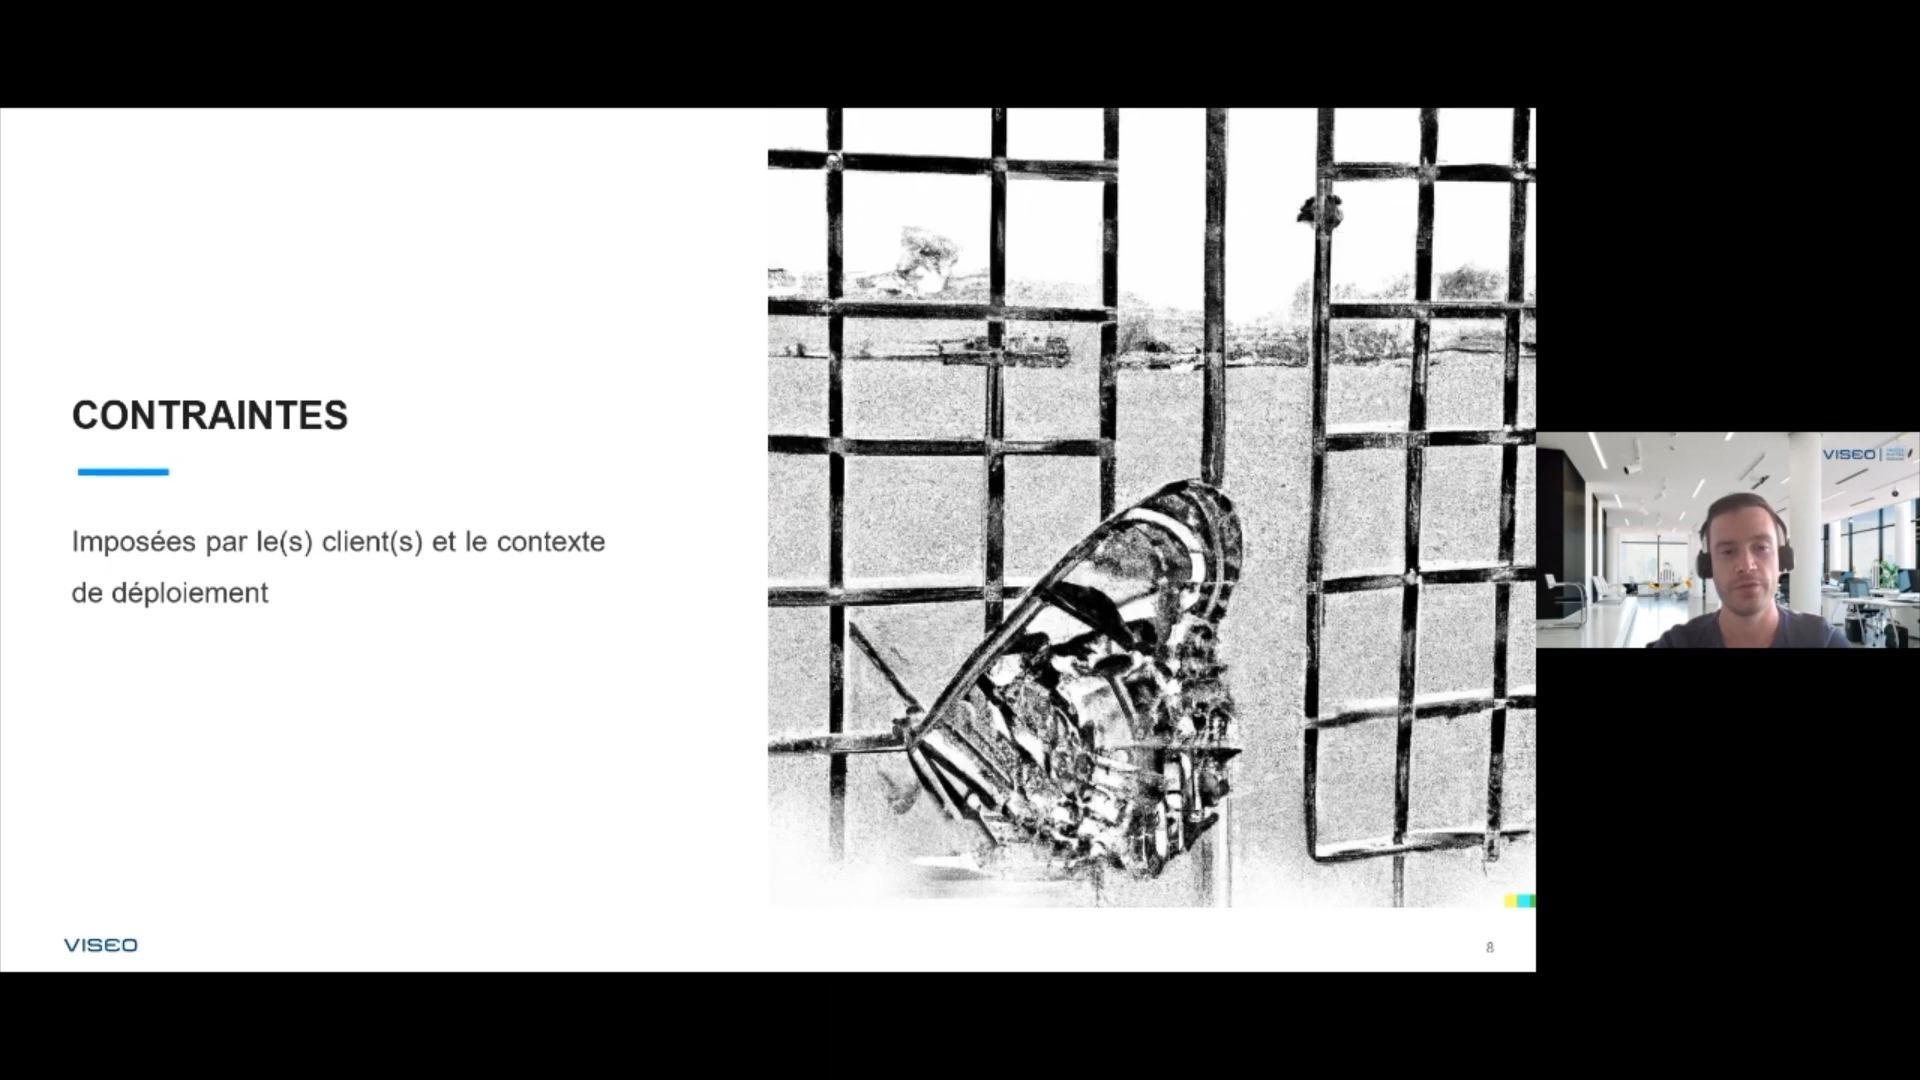 CONTRAINTES
Imposées par le(s) client(s) et le contexte
de déploiement
VISEO
8
VISEO